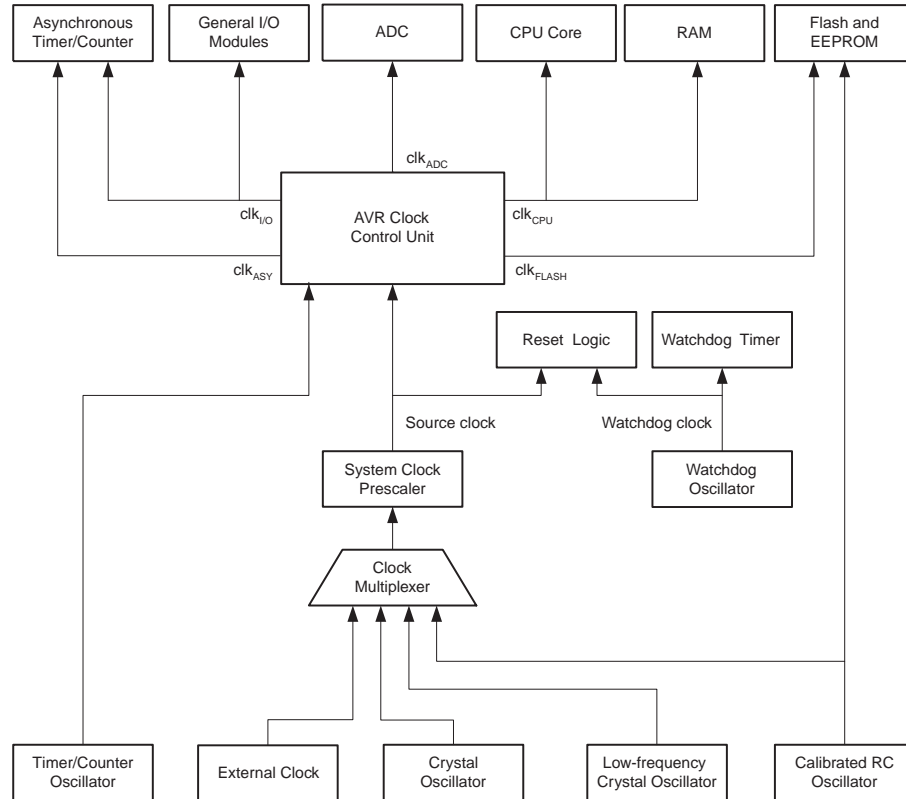 Asynchronous
Timer/Counter
General I/O
Modules
ADC
CPU Core
RAM
Flash and
EEPROM
clkADC
clkI/O
AVR Clock
Control Unit
clkCPU
clkASY
clkFLASH
Reset Logic
Watchdog Timer
Source clock
Watchdog clock
System Clock
Prescaler
Watchdog
Oscillator
Clock
Multiplexer
Timer/Counter
Oscillator
External Clock
Crystal
Oscillator
Low-frequency
Crystal Oscillator
Calibrated RC
Oscillator